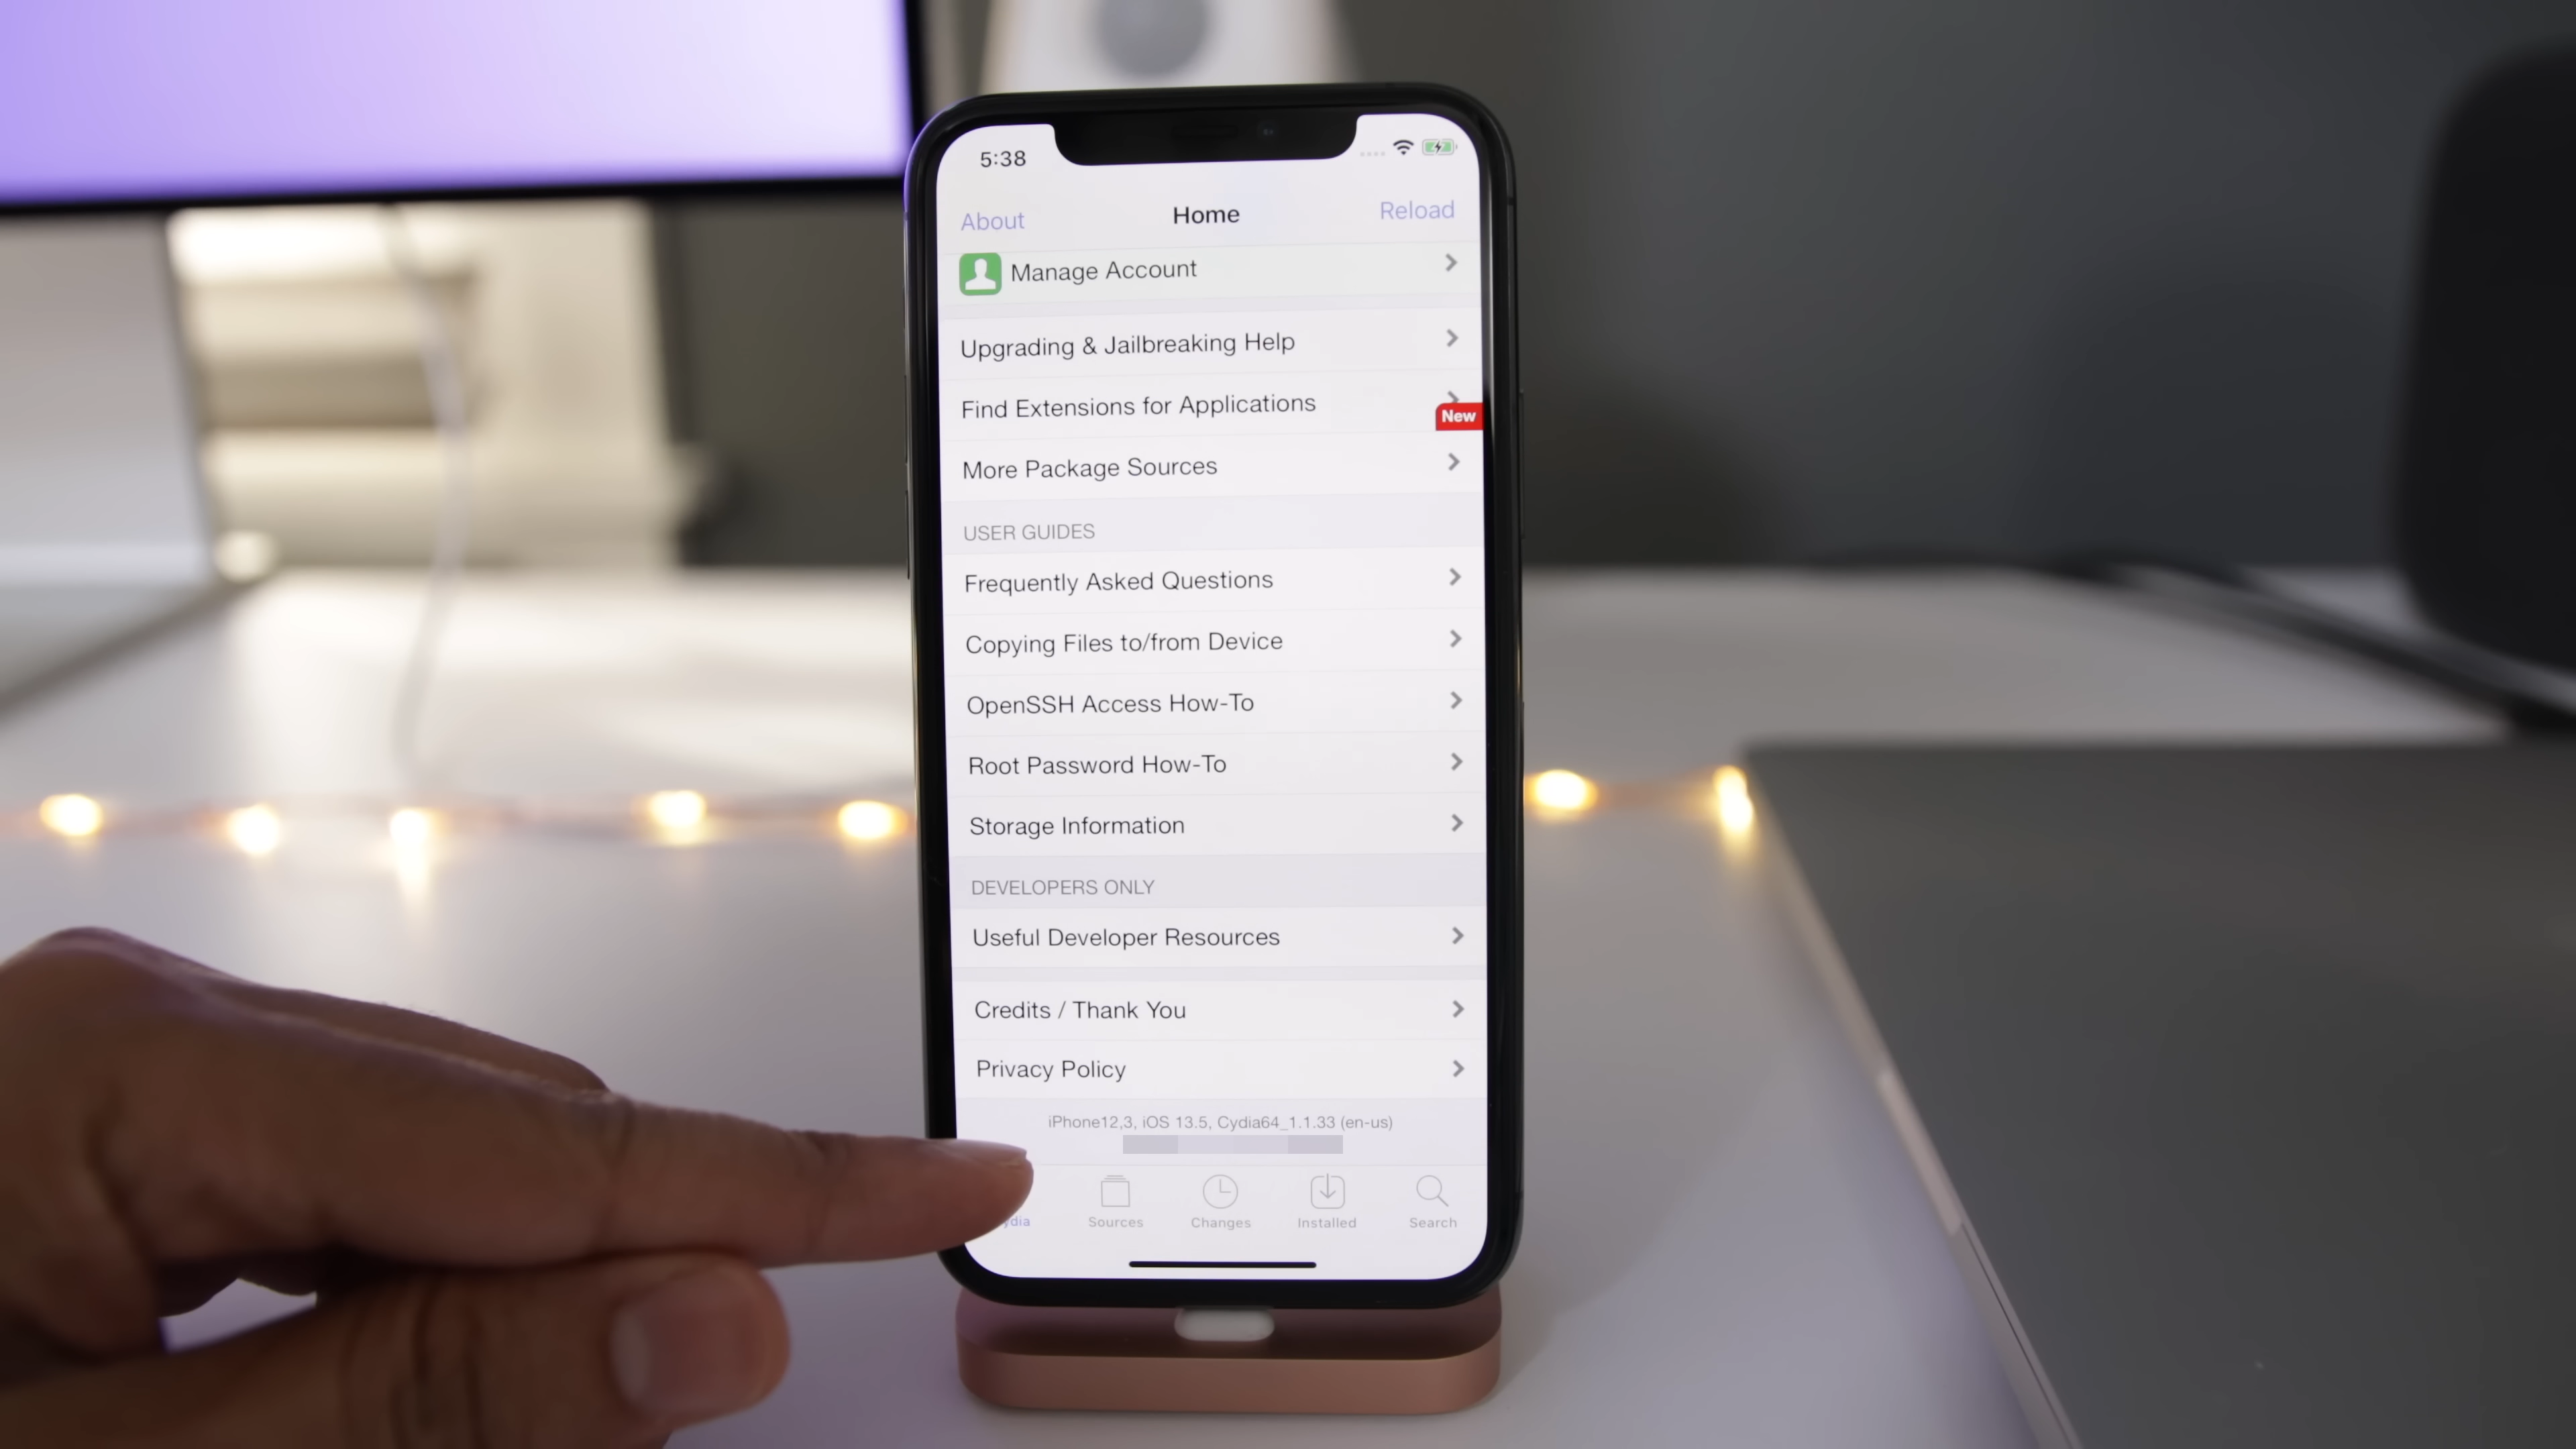 5:38
About Home Reload
Manage Account
Upgrading & Jailbreaking Help
Find Extensions for Applications
New
More Package Sources
USER GUIDES
Frequently Asked Questions
Copying Files to/from Device
OpenSSH Access How-To
Root Password How-To
Storage Information
DEVELOPERS ONLY
Useful Developer Resources
Credits / Thank You
Privacy Policy
iPhone12,3, iOS 13.5, Cydia64_1.1.33 (en-us)
ydia Sources Changes Installed Search